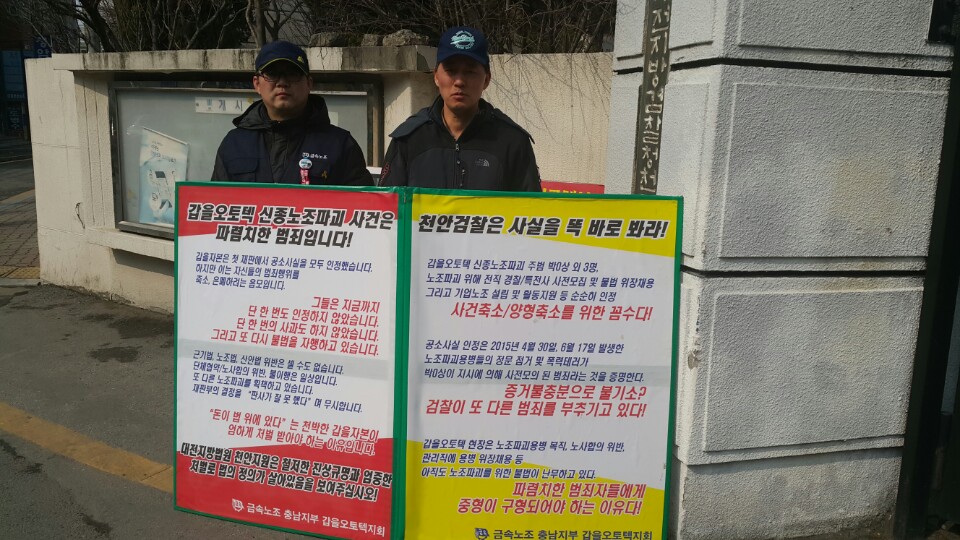 게시
금속노조
전지방검찰청천
갑을오토텍 신종노조파괴 사건은
파렴치한 범죄입니다!
갑을자본은 첫 재판에서 공소사실을 모두 인정했습니다.
하지만 이는 자신들의 범죄행위를
축소, 은폐하려는 음모입니다.
그들은 지금까지
단 한 번도 인정하지 않았습니다.
단 한 번의 사과도 하지 않았습니다.
그리고 또 다시 불법을 자행하고 있습니다.
근기법, 노조법, 산안법 위반은 셀 수도 없습니다.
단체협약/노사합의 위반, 불이행은 일상입니다.
또 다른 노조파괴를 획책하고 있습니다.
재판부의 결정을 "판사가 잘 못 했다"며 무시합니다.
"돈이 법 위에 있다"는 천박한 갑을자본이
엄하게 처벌 받아야 하는 이유입니다.
대전지방법원 천안지원은 철저한 진상규명과 엄중한
처벌로 법의 정의가 살아있음을 보여주십시오!
금속노조 충남지부 갑을오토텍지회
천안검찰은 사실을 똑 바로 봐라!
갑을오토텍 신종노조파괴 주범 박0상 외 3명,
노조파괴 위해 전직 경찰/특전사 사전모집 및 불법 위장채용
그리고 기업노조 설립 및 활동지원 등 순순히 인정
사건축소/양형축소를 위한 꼼수다!
공소사실 인정은 2015년 4월 30일, 6월 17일 발생한
노조파괴용병들의 정문 침거 및 폭력테러가
박0상이 지시에 의해 사전모의 된 범죄라는 것을 증명한다.
증거불충분으로 불기소?
검찰이 또 다른 범죄를 부추기고 있다!
갑을오토텍 현장은 노조파괴용병 복직, 노사합의 위반,
관리직에 용병 위장채용 등
아직도 노조파괴를 위한 불법이 난무하고 있다.
파렴치한 범죄자들에게
중형이 구형되어야 하는 이유다!
금속노조 충남지부 갑을오토텍지회